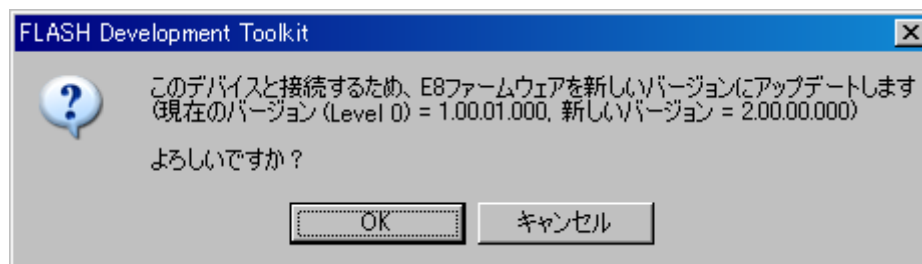 FLASH Development Toolkit
このデバイスと接続するため、E8ファームウェアを新しいバージョンにアップデートします
(現在のバージョン (Level 0) = 1.00.01.000, 新しいバージョン = 2.00.00.000)
よろしいですか？
OK
キャンセル